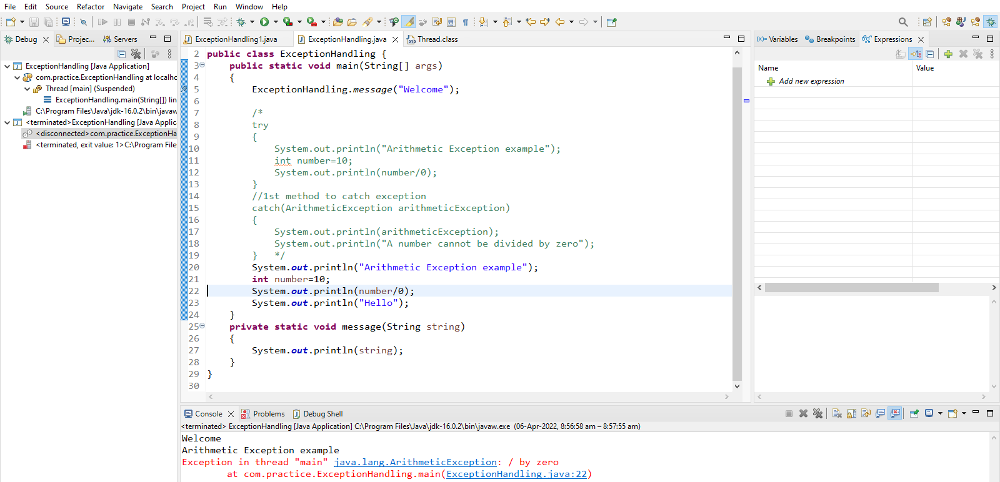 File Edit Source Refactor Navigate Search Project Run Window Help
Debug Projec... Servers
ExceptionHandling [Java Application]
com.practice.ExceptionHandling at localho
Thread [main] (Suspended)
ExceptionHandling.main(String[]) lin
C:\Program Files\Java\jdk-16.0.2\bin\javaw
<terminated>ExceptionHandling [Java Applic
<disconnected>com.practice.ExceptionHa
<terminated, exit value: 1>C:\Program File
ExceptionHandling1.java ExceptionHandling.java Thread.class
2 public class ExceptionHandling {
3 public static void main(String[] args)
4 {
5 ExceptionHandling.message("Welcome");
6
7 /*
8 try
9 {
10 System.out.println("Arithmetic Exception example");
11 int number=10;
12 System.out.println(number/0);
13 }
14 //1st method to catch exception
15 catch(ArithmeticException arithmeticException)
16 {
17 System.out.println(arithmeticException);
18 System.out.println("A number cannot be divided by zero");
19 } */
20 System.out.println("Arithmetic Exception example");
21 int number=10;
22 System.out.println(number/0);
23 System.out.println("Hello");
24 }
25 private static void message(String string)
26 {
27 System.out.println(string);
28 }
29 }
30
(x)= Variables Breakpoints Expressions
Name Value
Add new expression
Console Problems Debug Shell
<terminated> ExceptionHandling [Java Application] C:\Program Files\Java\jdk-16.0.2\bin\javaw.exe (06-Apr-2022, 8:56:58 am – 8:57:55 am)
Welcome
Arithmetic Exception example
Exception in thread "main" java.lang.ArithmeticException: / by zero
at com.practice.ExceptionHandling.main(ExceptionHandling.java:22)